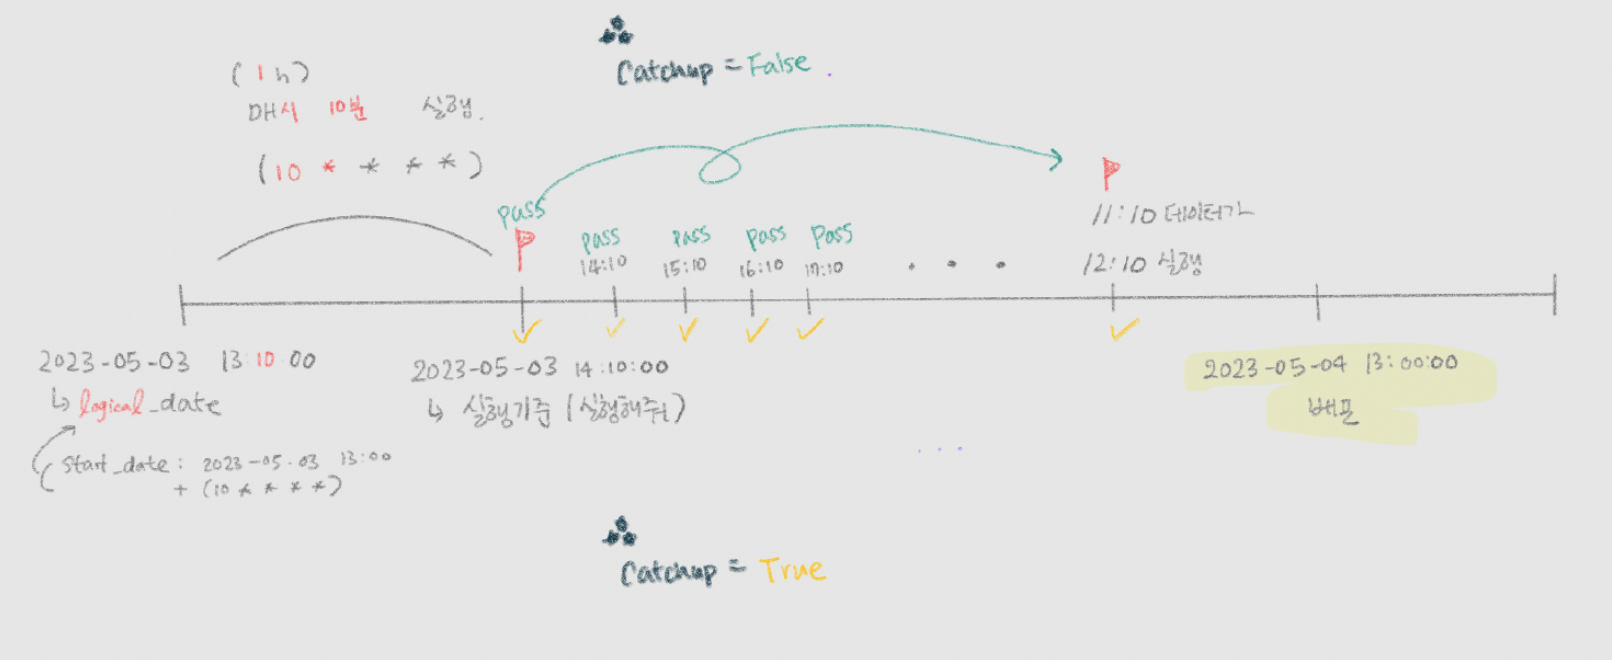 Catchup = False .
(1h)
매시 10분 실행.
(10 * * * *)
pass
pass
14:10
pass
15:10
pass
16:10
pass
17:10
. . .
11:10 데이터가
12:10 실행
2023-05-03 13:10:00
↳ logical_date
start_date : 2023-05-03 13:00
+ (10 * * * *)
2023-05-03 14:10:00
↳ 실행기준 (실행해줘)
2023-05-04 13:00:00
배포
. . .
Catchup = True